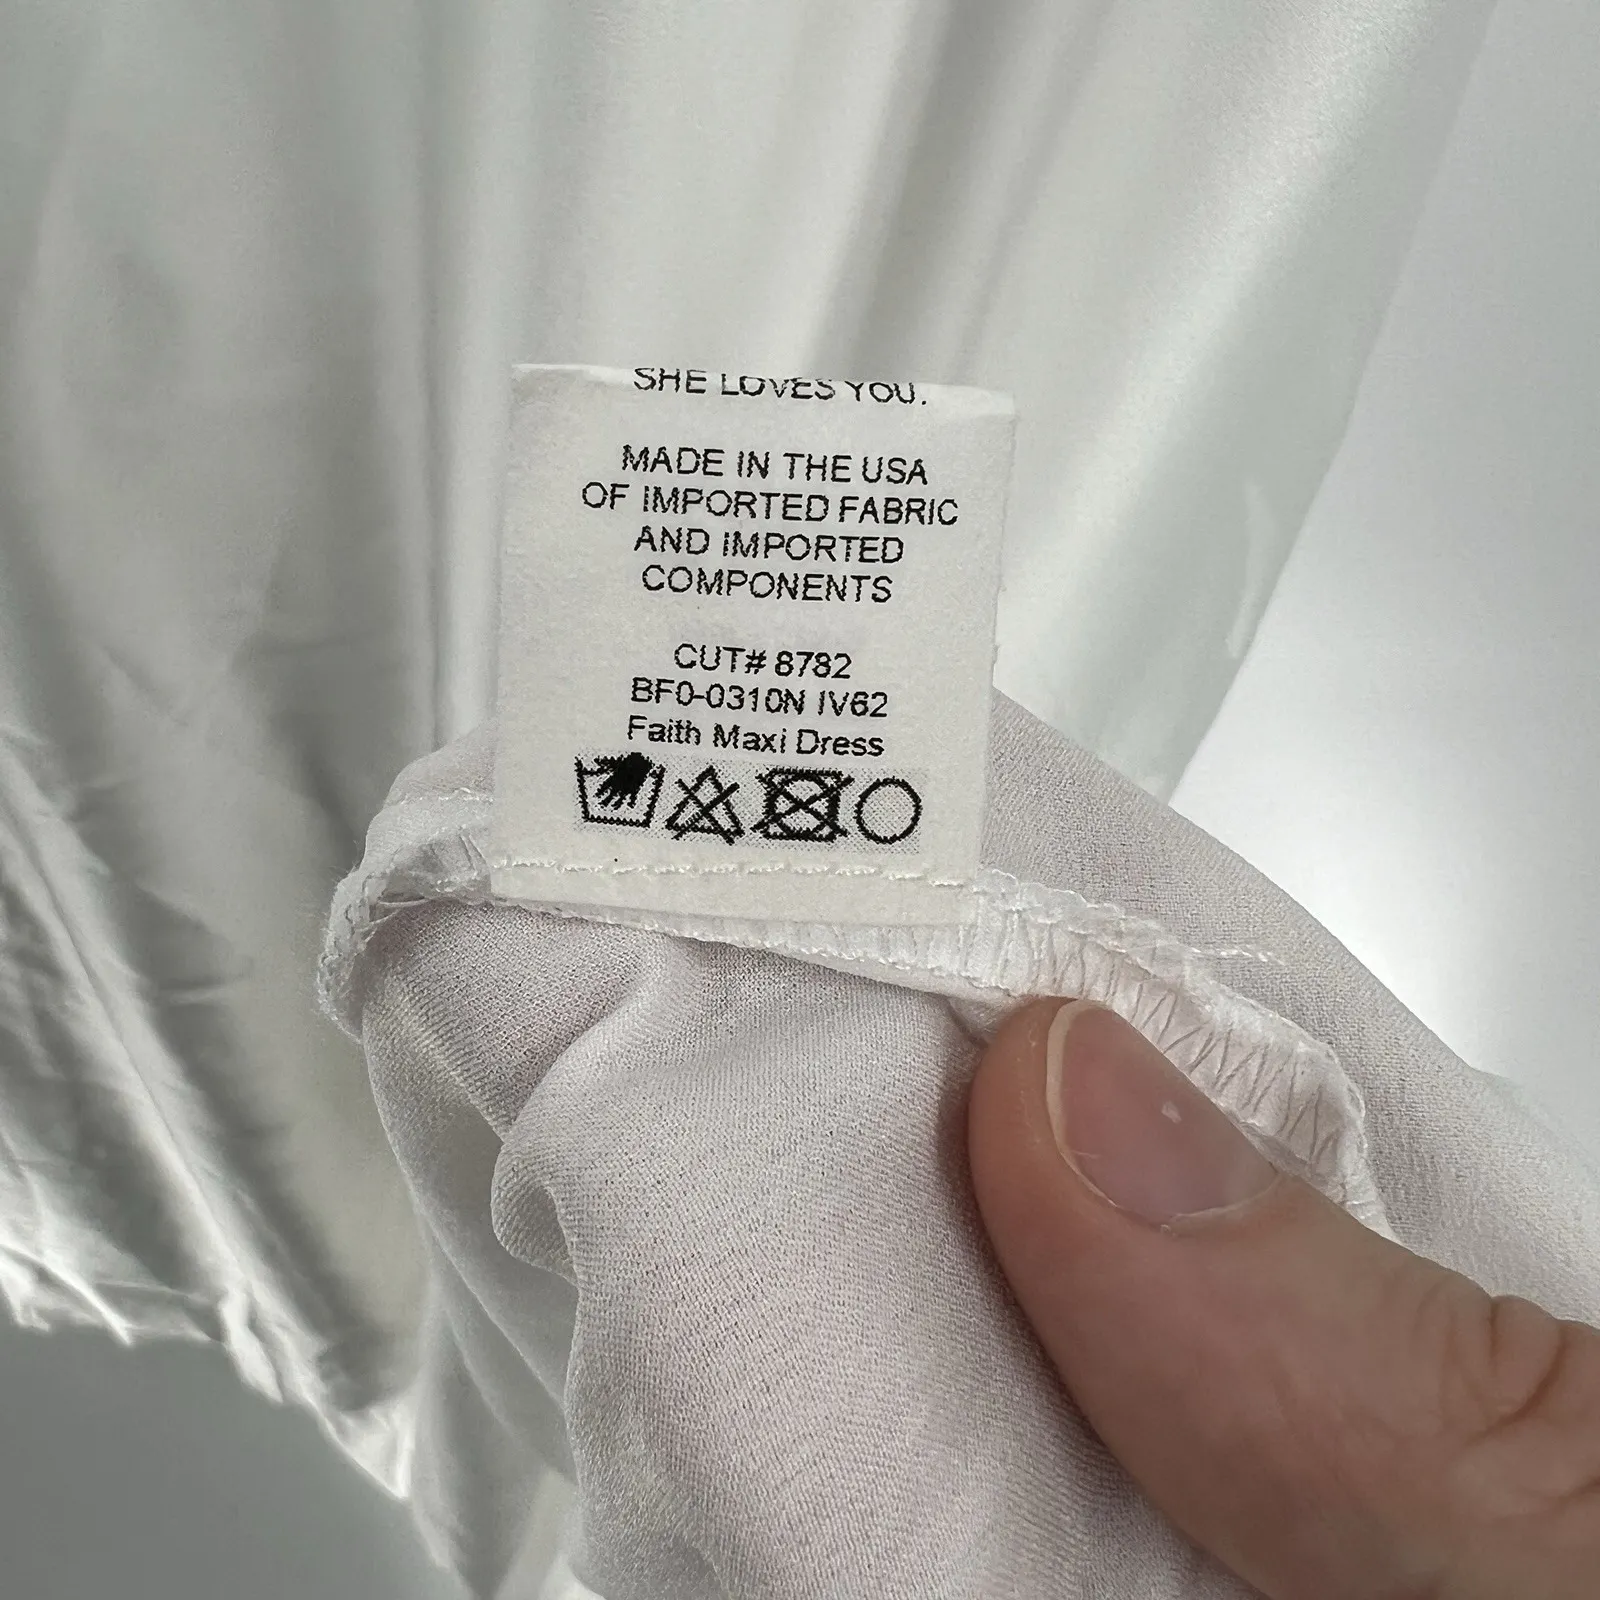 SHE LOVES YOU.
MADE IN THE USA
OF IMPORTED FABRIC
AND IMPORTED
COMPONENTS
CUT# 8782
BF0-0310N IV62
Faith Maxi Dress